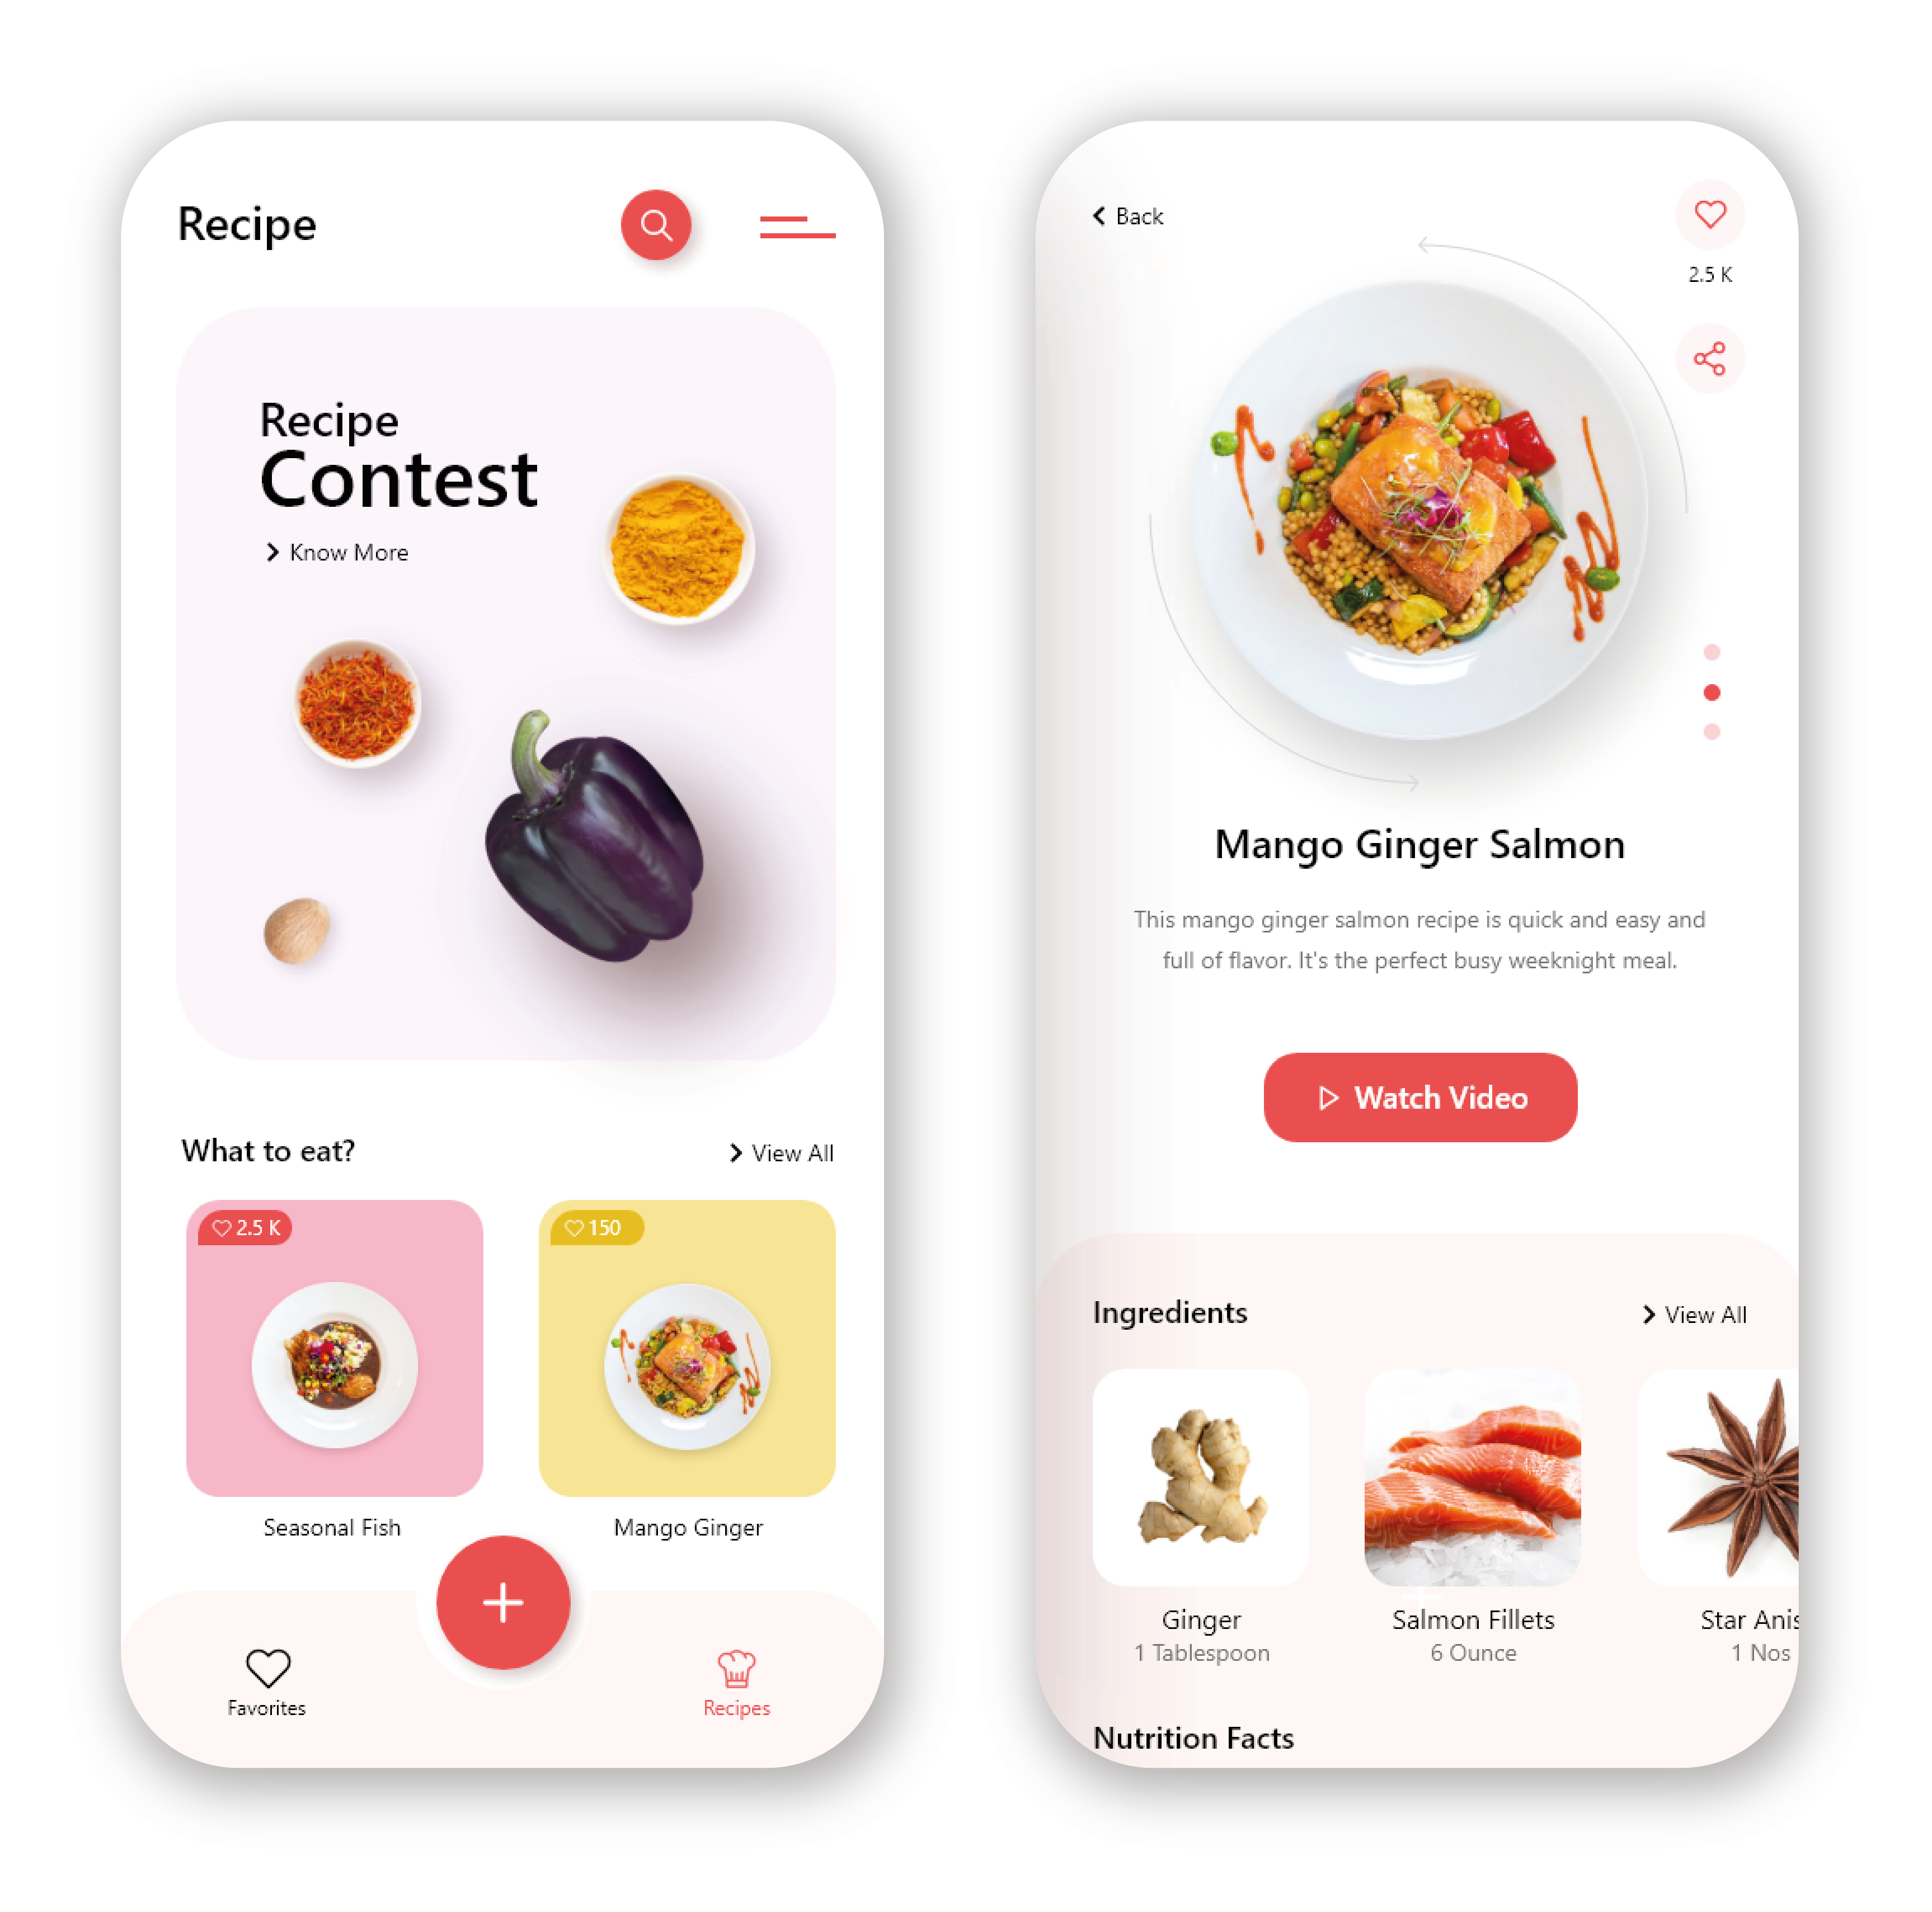 Recipe
Recipe
Contest
Know More
What to eat?
View All
2.5 K
150
Seasonal Fish
Mango Ginger
Favorites
Recipes
Back
2.5 K
Mango Ginger Salmon
This mango ginger salmon recipe is quick and easy and
full of flavor. It's the perfect busy weeknight meal.
Watch Video
Ingredients
View All
Ginger
Salmon Fillets
Star Anis
1 Tablespoon
6 Ounce
1 Nos
Nutrition Facts